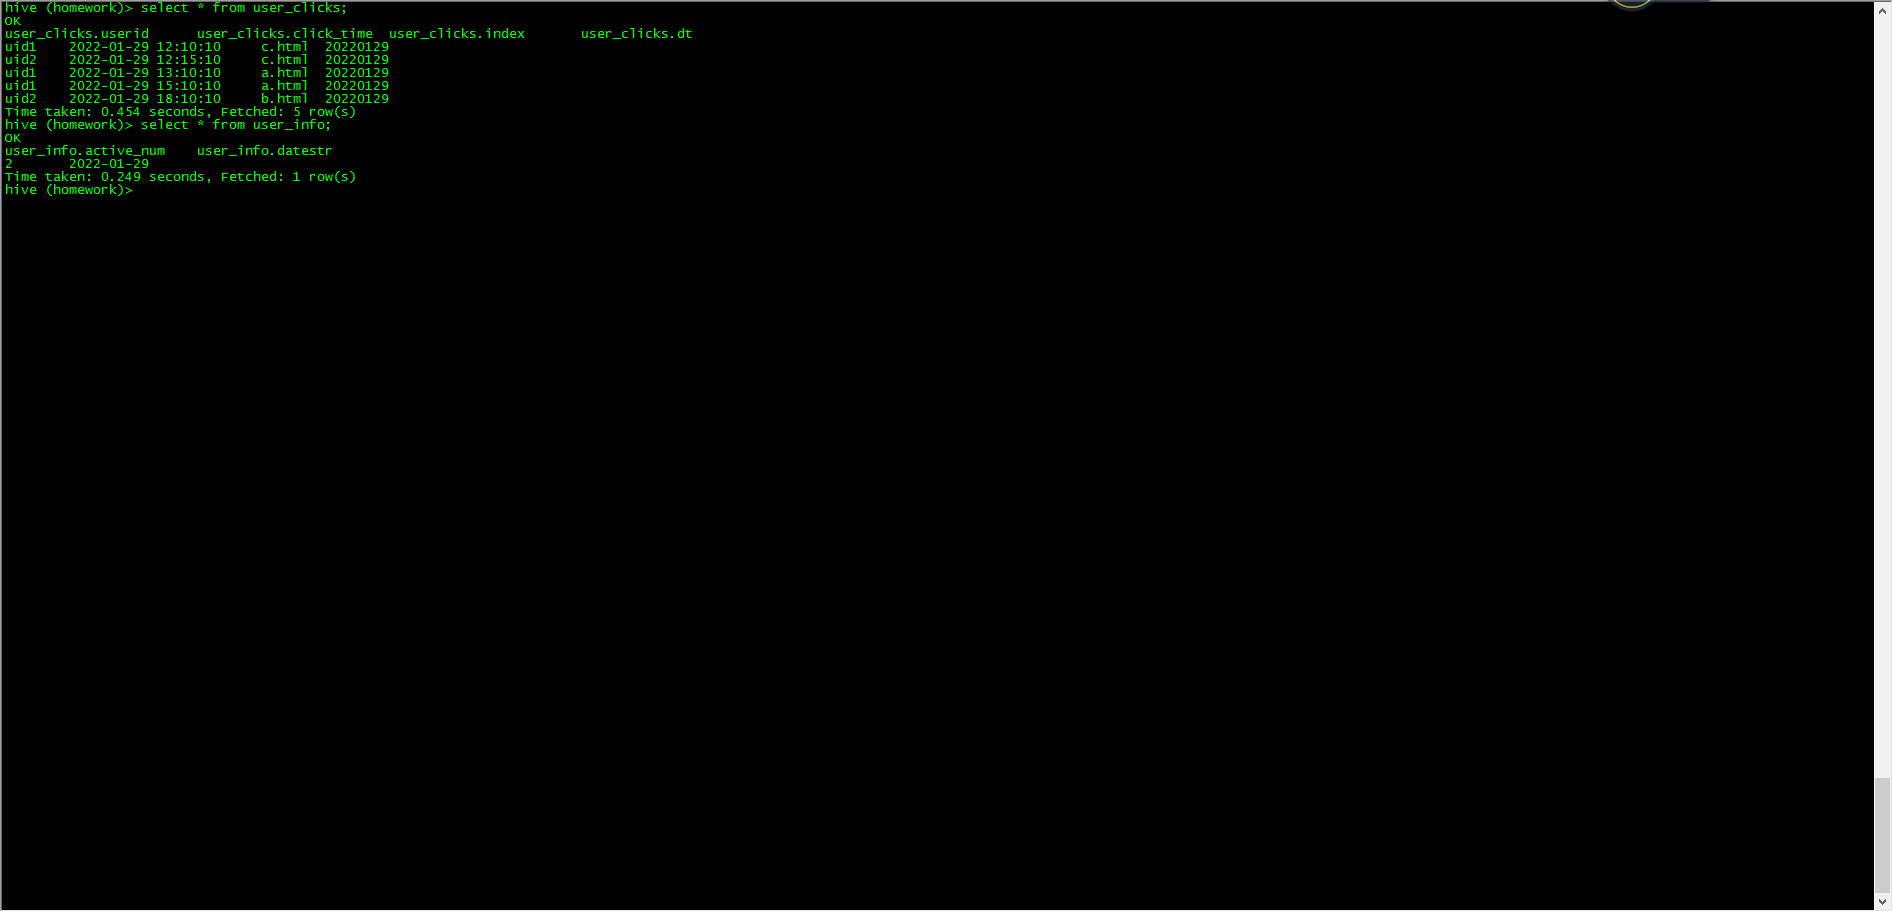 hive (homework)> select * from user_clicks;
OK
user_clicks.userid      user_clicks.click_time  user_clicks.index       user_clicks.dt
uid1    2022-01-29 12:10:10     c.html  20220129
uid2    2022-01-29 12:15:10     c.html  20220129
uid1    2022-01-29 13:10:10     a.html  20220129
uid1    2022-01-29 15:10:10     a.html  20220129
uid2    2022-01-29 18:10:10     b.html  20220129
Time taken: 0.454 seconds, Fetched: 5 row(s)
hive (homework)> select * from user_info;
OK
user_info.active_num    user_info.datestr
2       2022-01-29
Time taken: 0.249 seconds, Fetched: 1 row(s)
hive (homework)>